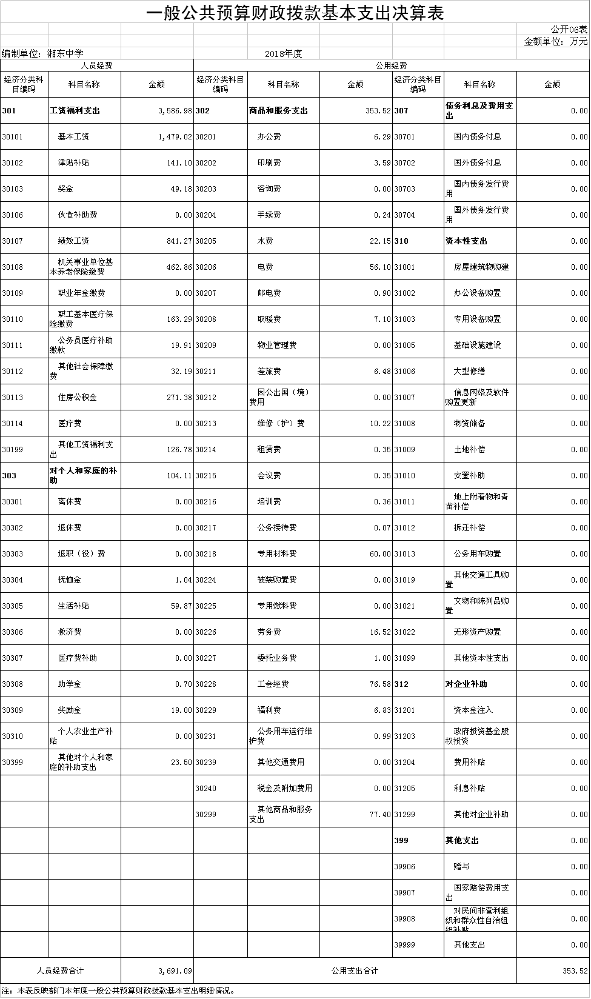 一般公共预算财政拨款基本支出决算表
公开06表
金额单位：万元
编制单位：湘东中学 2018年度
人员经费 公用经费
经济分类科目编码 科目名称 金额 经济分类科目编码 科目名称 金额 经济分类科目编码 科目名称 金额
301 工资福利支出 3,586.98 302 商品和服务支出 353.52 307 债务利息及费用支出 0.00
30101 基本工资 1,479.02 30201 办公费 6.29 30701 国内债务付息 0.00
30102 津贴补贴 141.10 30202 印刷费 3.59 30702 国外债务付息 0.00
30103 奖金 49.18 30203 咨询费 0.00 30703 国内债务发行费用 0.00
30106 伙食补助费 0.00 30204 手续费 0.24 30704 国外债务发行费用 0.00
30107 绩效工资 841.27 30205 水费 22.15 310 资本性支出 0.00
30108 机关事业单位基本养老保险缴费 462.86 30206 电费 56.10 31001 房屋建筑物购建 0.00
30109 职业年金缴费 0.00 30207 邮电费 0.90 31002 办公设备购置 0.00
30110 职工基本医疗保险缴费 163.29 30208 取暖费 7.10 31003 专用设备购置 0.00
30111 公务员医疗补助缴款 19.91 30209 物业管理费 0.00 31005 基础设施建设 0.00
30112 其他社会保障缴费 32.19 30211 差旅费 6.48 31006 大型修缮 0.00
30113 住房公积金 271.38 30212 因公出国（境）费用 0.00 31007 信息网络及软件购置更新 0.00
30114 医疗费 0.00 30213 维修（护）费 10.22 31008 物资储备 0.00
30199 其他工资福利支出 126.78 30214 租赁费 0.35 31009 土地补偿 0.00
303 对个人和家庭的补助 104.11 30215 会议费 0.35 31010 安置补助 0.00
30301 离休费 0.00 30216 培训费 0.36 31011 地上附着物和青苗补偿 0.00
30302 退休费 0.00 30217 公务接待费 0.07 31012 拆迁补偿 0.00
30303 退职（役）费 0.00 30218 专用材料费 60.00 31013 公务用车购置 0.00
30304 抚恤金 1.04 30224 被装购置费 0.00 31019 其他交通工具购置 0.00
30305 生活补贴 59.87 30225 专用燃料费 0.00 31021 文物和陈列品购置 0.00
30306 救济费 0.00 30226 劳务费 16.52 31022 无形资产购置 0.00
30307 医疗费补助 0.00 30227 委托业务费 1.00 31099 其他资本性支出 0.00
30308 助学金 0.70 30228 工会经费 76.58 312 对企业补助 0.00
30309 奖励金 19.00 30229 福利费 6.83 31201 资本金注入 0.00
30310 个人农业生产补贴 0.00 30231 公务用车运行维护费 0.99 31203 政府投资基金股权投资 0.00
30399 其他对个人和家庭的补助支出 23.50 30239 其他交通费用 0.00 31204 费用补贴 0.00
30240 税金及附加费用 0.00 31205 利息补贴 0.00
30299 其他商品和服务支出 77.40 31299 其他对企业补助 0.00
399 其他支出 0.00
39906 赠与 0.00
39907 国家赔偿费用支出 0.00
39908 对民间非营利组织和群众性自治组织补贴 0.00
39999 其他支出 0.00
人员经费合计 3,691.09 公用支出合计 353.52
注：本表反映部门本年度一般公共预算财政拨款基本支出明细情况。